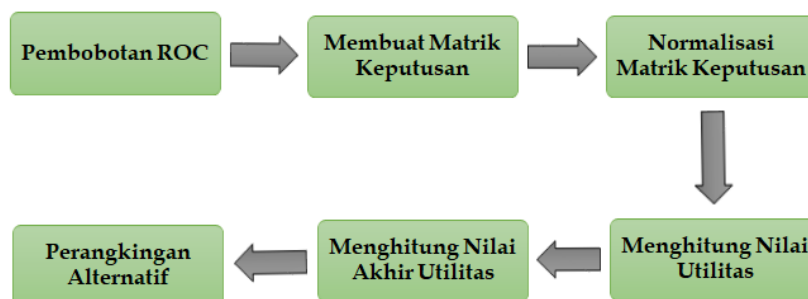 Pembobotan ROC
Membuat Matrik
Keputusan
Normalisasi
Matrik Keputusan
Menghitung Nilai
Utilitas
Menghitung Nilai
Akhir Utilitas
Perangkingan
Alternatif